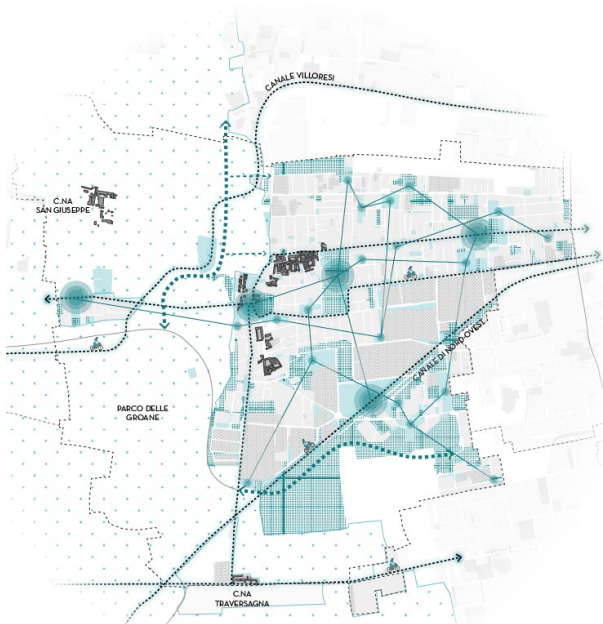 CANALE VILLORESI
C.NA
SAN GIUSEPPE
CANALE DI NORD-OVEST
PARCO DELLE
GROANE
C.NA
TRAVERSAGNA